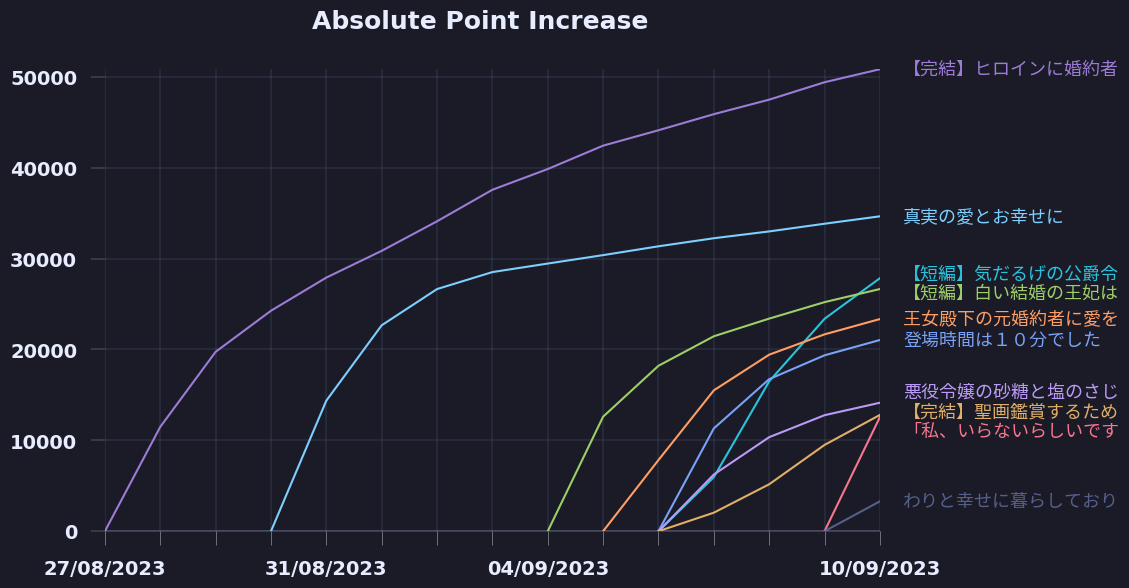 Absolute Point Increase
50000
40000
30000
20000
10000
0
27/08/2023
31/08/2023
04/09/2023
10/09/2023
【完結】ヒロインに婚約者
真実の愛とお幸せに
【短編】気だるげの公爵令
【短編】白い結婚の王妃は
王女殿下の元婚約者に愛を
登場時間は１０分でした
悪役令嬢の砂糖と塩のさじ
【完結】聖画鑑賞するため
「私、いらないらしいです
わりと幸せに暮らしており